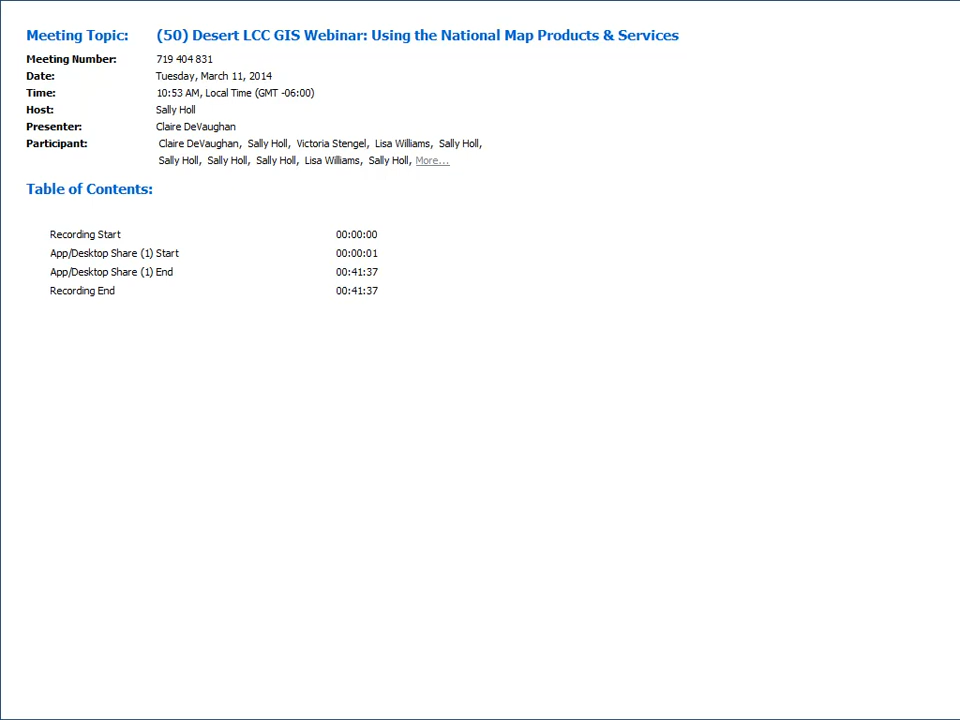 Meeting Topic: (50) Desert LCC GIS Webinar: Using the National Map Products & Services
Meeting Number: 719 404 831
Date: Tuesday, March 11, 2014
Time: 10:53 AM, Local Time (GMT -06:00)
Host: Sally Holl
Presenter: Claire DeVaughan
Participant: Claire DeVaughan, Sally Holl, Victoria Stengel, Lisa Williams, Sally Holl,
Sally Holl, Sally Holl, Sally Holl, Lisa Williams, Sally Holl, More...
Table of Contents:
Recording Start 00:00:00
App/Desktop Share (1) Start 00:00:01
App/Desktop Share (1) End 00:41:37
Recording End 00:41:37